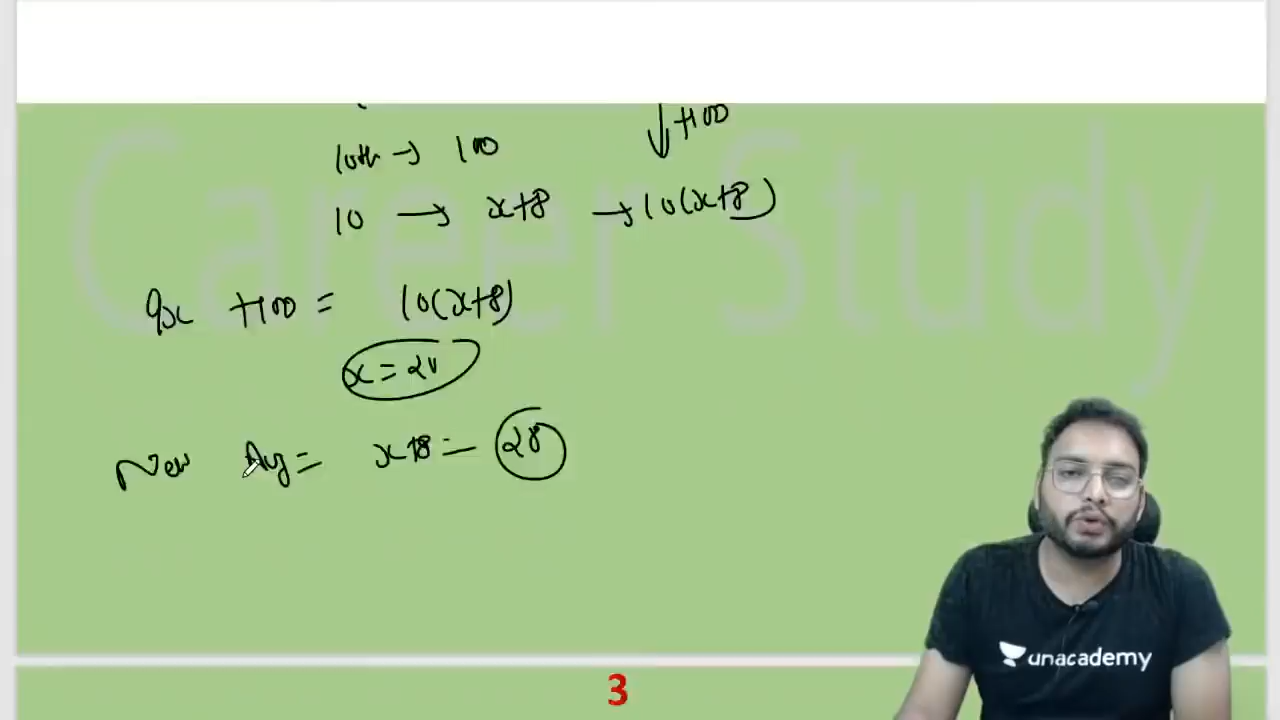 ↓ +100
10th → 100
10 → x+8 → 10(x+8)
9x +100 = 10(x+8)
x = 20
New Avg = x+8 = 28
Career Study
unacademy
3